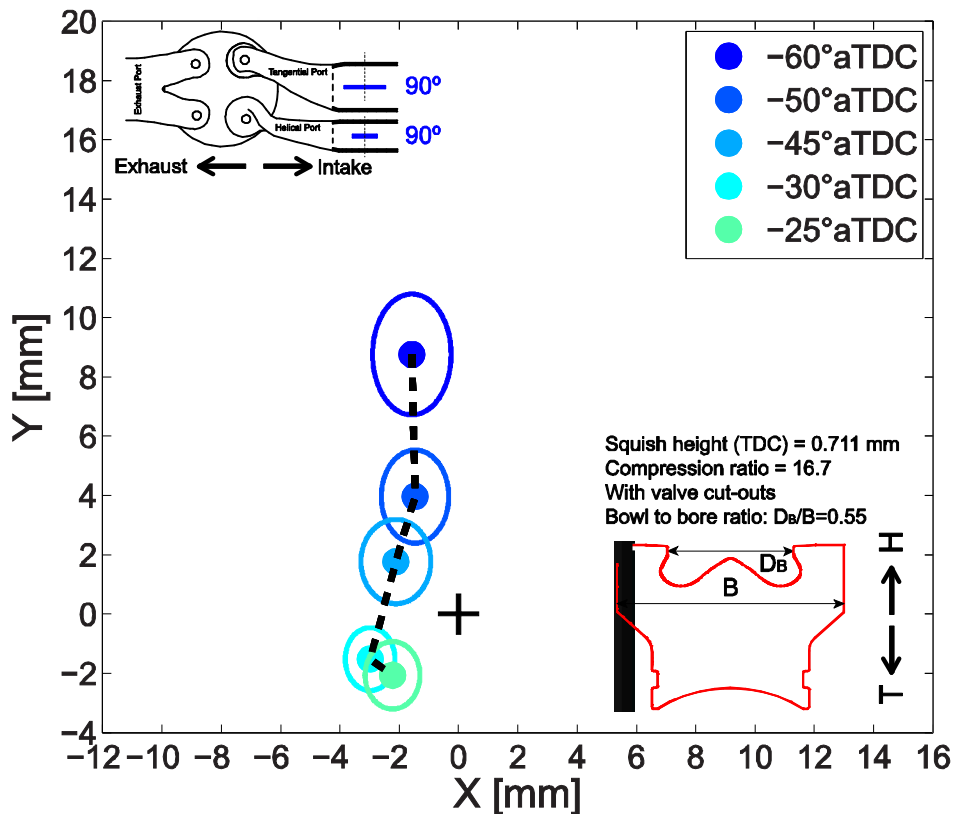 20
18
16
14
12
10
8
6
4
2
0
−2
−4
Y [mm]
−12
−10
−8
−6
−4
−2
0
2
4
6
8
10
12
14
16
X [mm]
Exhaust Port
Tangential Port
Helical Port
90º
90º
Exhaust
Intake
−60°aTDC
−50°aTDC
−45°aTDC
−30°aTDC
−25°aTDC
Squish height (TDC) = 0.711 mm
Compression ratio = 16.7
With valve cut-outs
Bowl to bore ratio: DB/B=0.55
DB
B
H
T